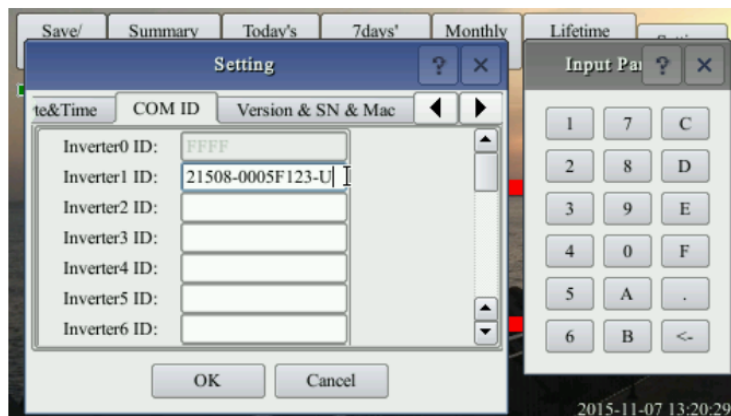 Save/ Summary Today's 7days' Monthly Lifetime
Setting ? ×
Input Pa ? ×
te&Time COM ID Version & SN & Mac
Inverter0 ID: FFFF
Inverter1 ID: 21508-0005F123-U
Inverter2 ID:
Inverter3 ID:
Inverter4 ID:
Inverter5 ID:
Inverter6 ID:
OK Cancel
1 7 C
2 8 D
3 9 E
4 0 F
5 A .
6 B <-
2015-11-07 13:20:29